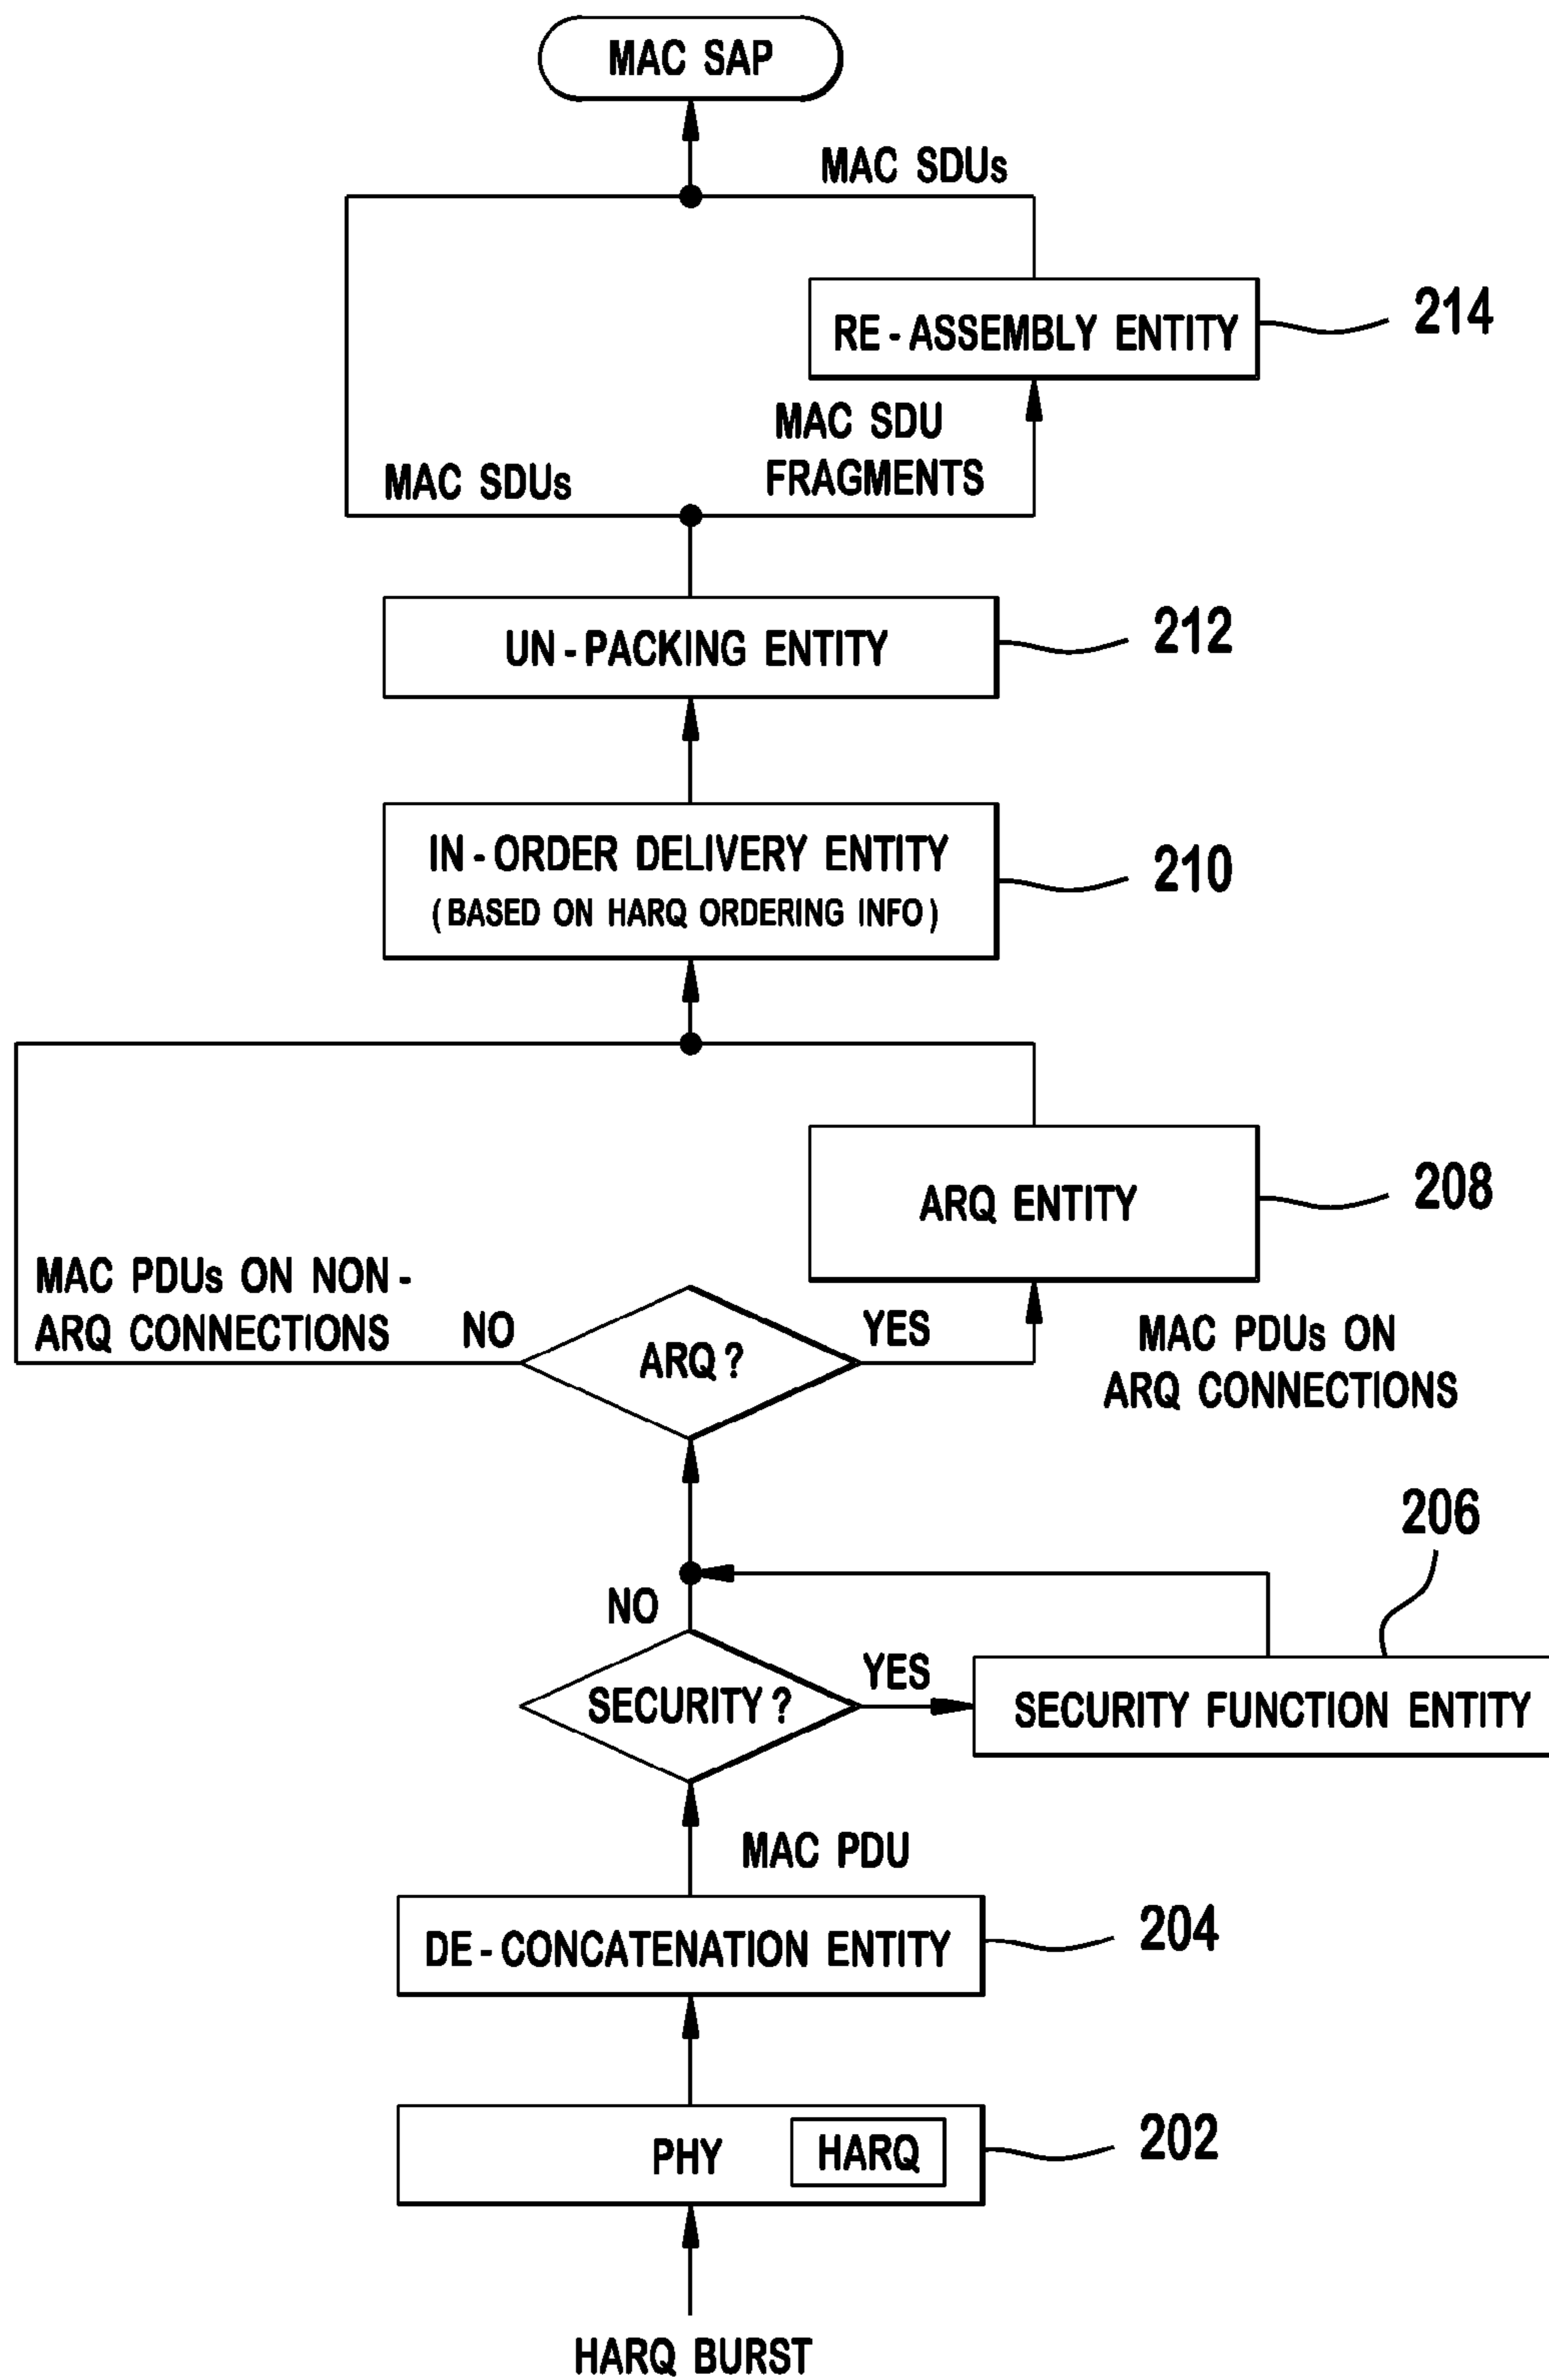 MAC SAP
MAC SDUs
RE-ASSEMBLY ENTITY
214
MAC SDU
FRAGMENTS
MAC SDUs
UN-PACKING ENTITY
212
IN-ORDER DELIVERY ENTITY
(BASED ON HARQ ORDERING INFO)
210
ARQ ENTITY
208
MAC PDUs ON NON-
ARQ CONNECTIONS
NO
ARQ?
YES
MAC PDUs ON
ARQ CONNECTIONS
206
NO
SECURITY?
YES
SECURITY FUNCTION ENTITY
MAC PDU
DE-CONCATENATION ENTITY
204
PHY
HARQ
202
HARQ BURST